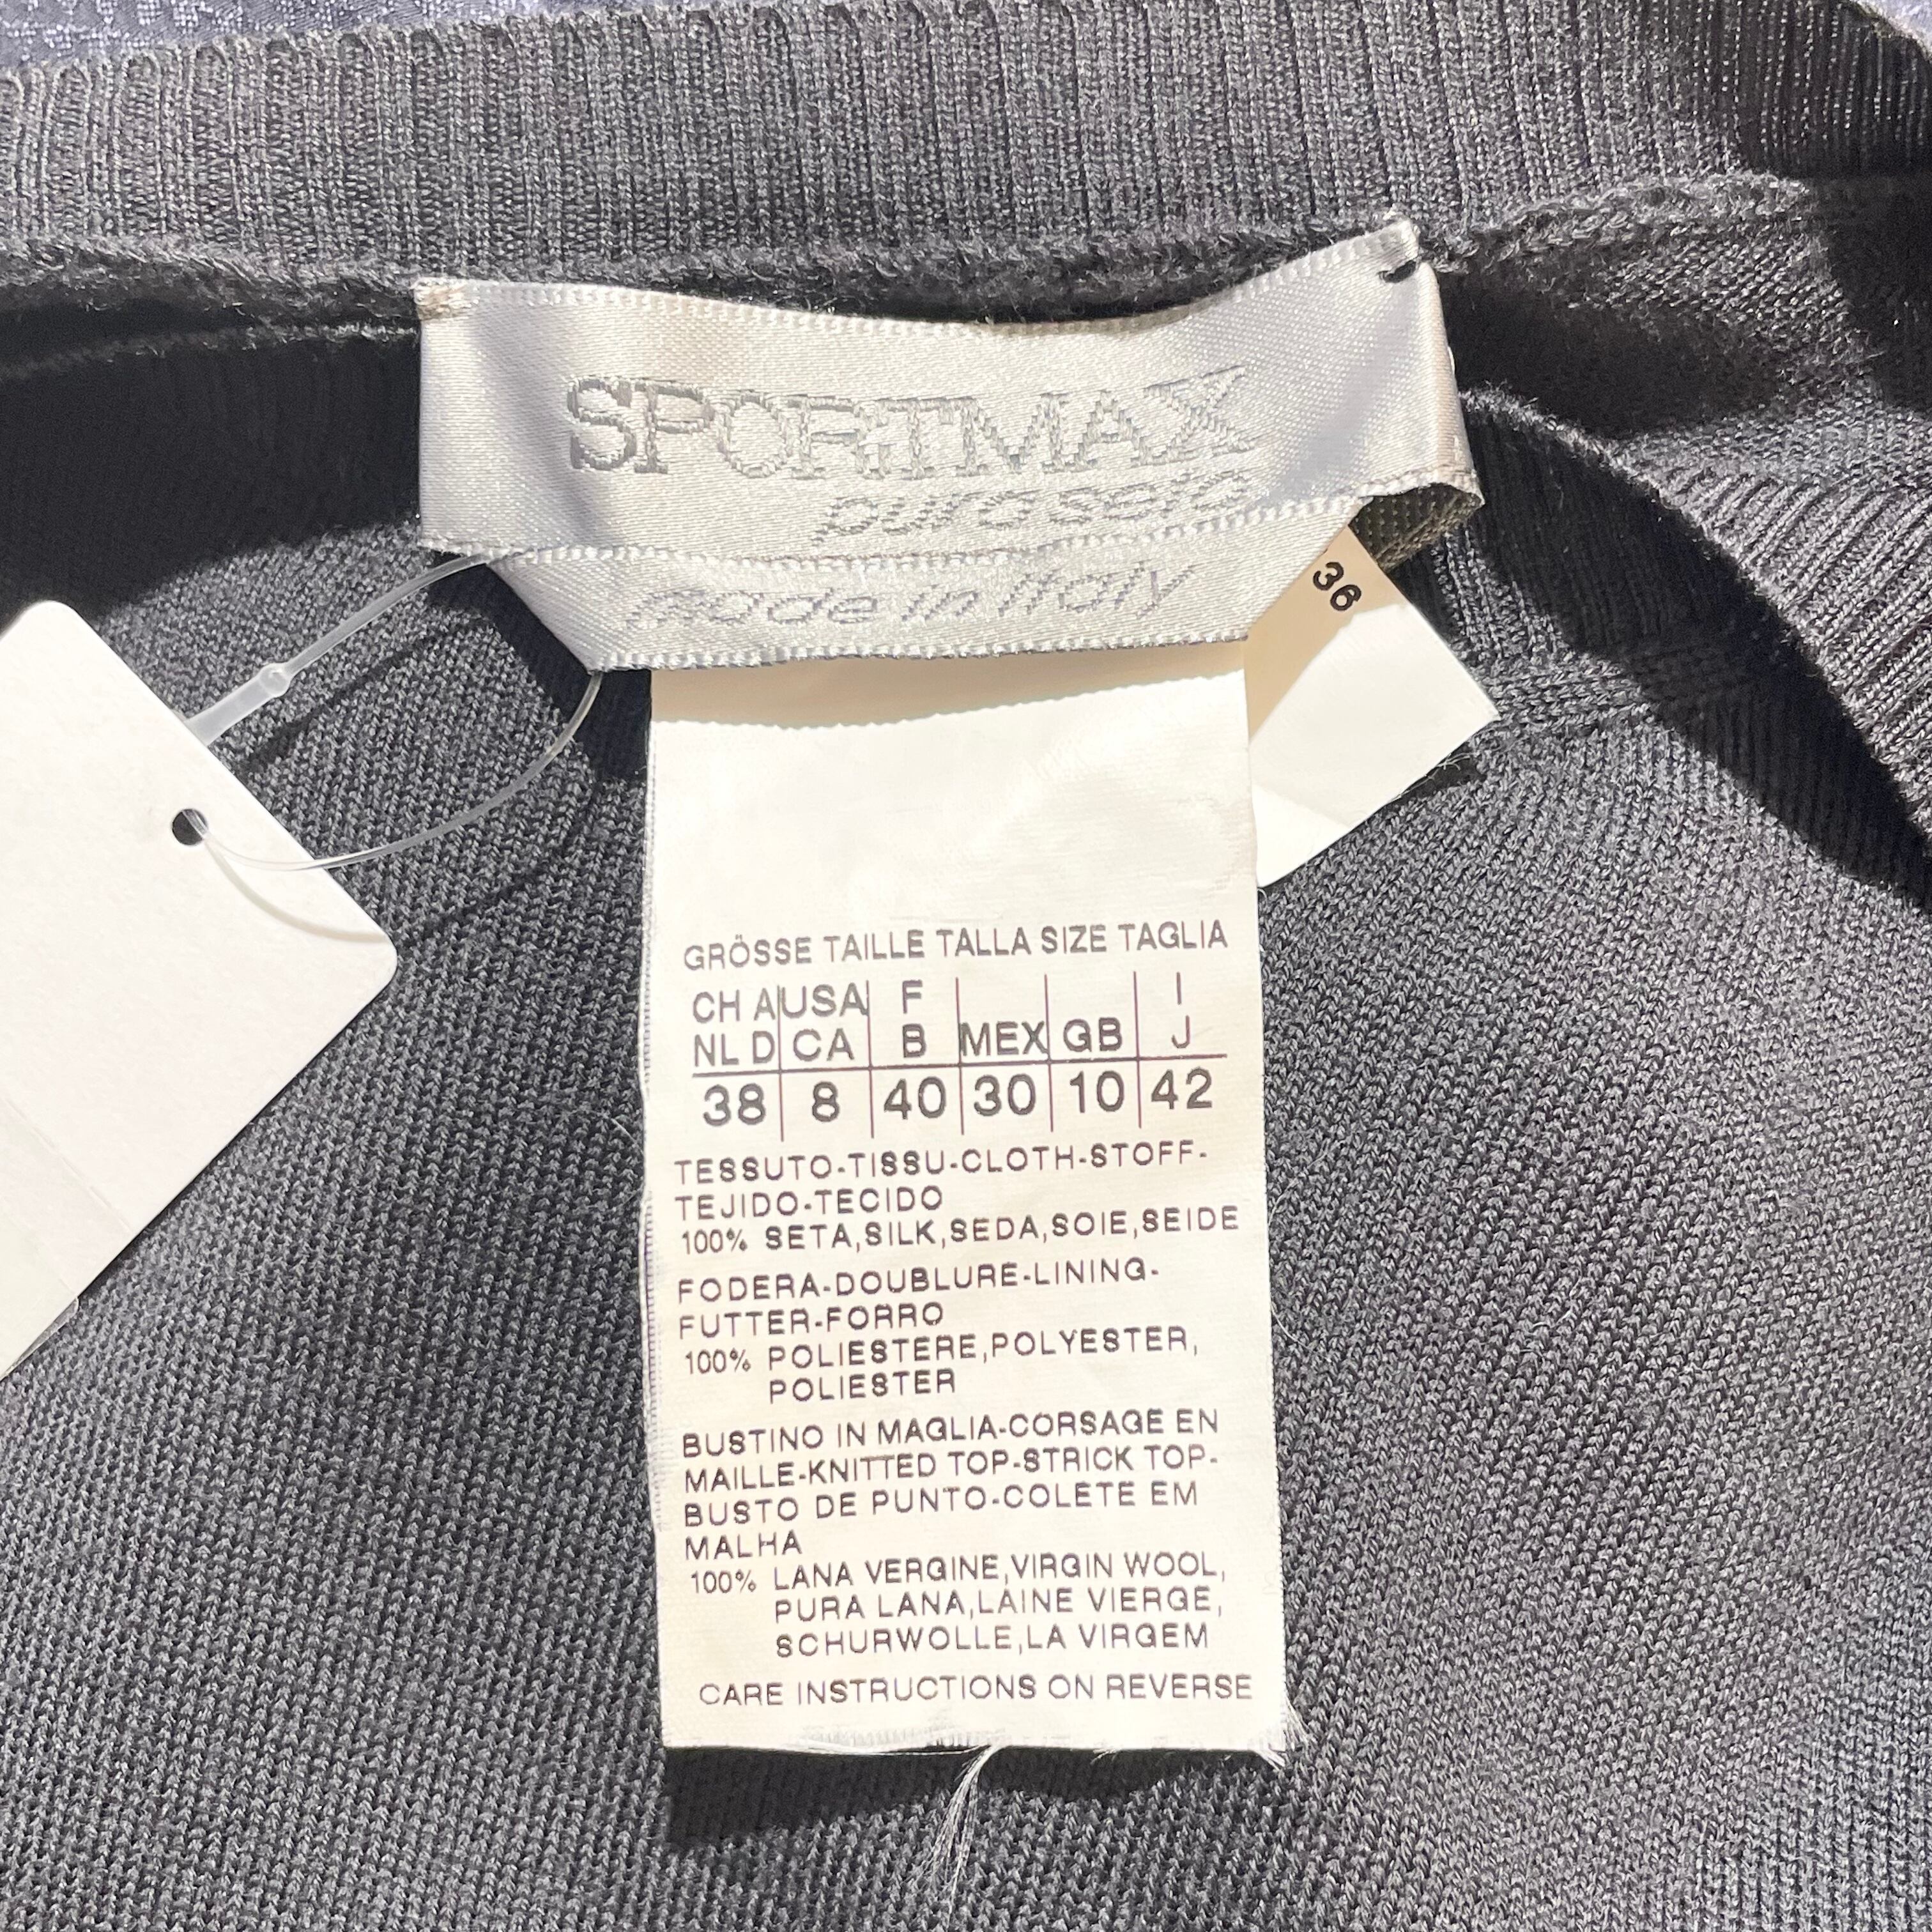 SPORTMAX
pura seta
made in Italy
36
GRÖSSE TAILLE TALLA SIZE TAGLIA
CH A USA F I
NL D CA B MEX GB J
38 8 40 30 10 42
TESSUTO-TISSU-CLOTH-STOFF-
TEJIDO-TECIDO
100% SETA,SILK,SEDA,SOIE,SEIDE
FODERA-DOUBLURE-LINING-
FUTTER-FORRO
100% POLIESTERE,POLYESTER,
POLIESTER
BUSTINO IN MAGLIA-CORSAGE EN
MAILLE-KNITTED TOP-STRICK TOP-
BUSTO DE PUNTO-COLETE EM
MALHA
100% LANA VERGINE,VIRGIN WOOL,
PURA LANA,LAINE VIERGE,
SCHURWOLLE,LA VIRGEM
CARE INSTRUCTIONS ON REVERSE